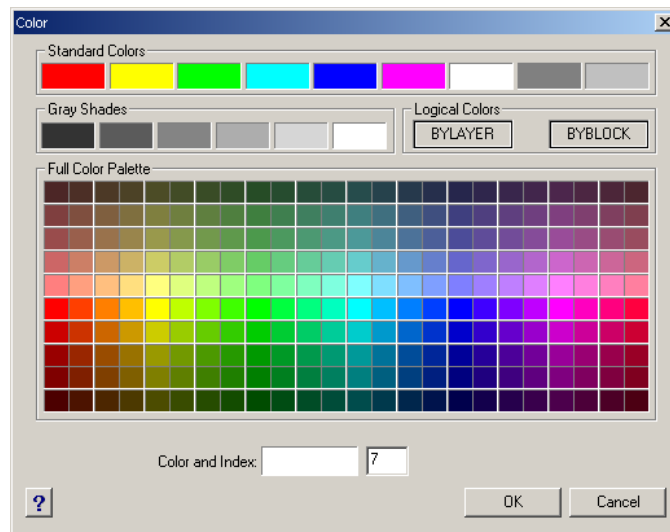 Color
Standard Colors
Gray Shades
Logical Colors
BYLAYER
BYBLOCK
Full Color Palette
Color and Index:
7
?
OK
Cancel